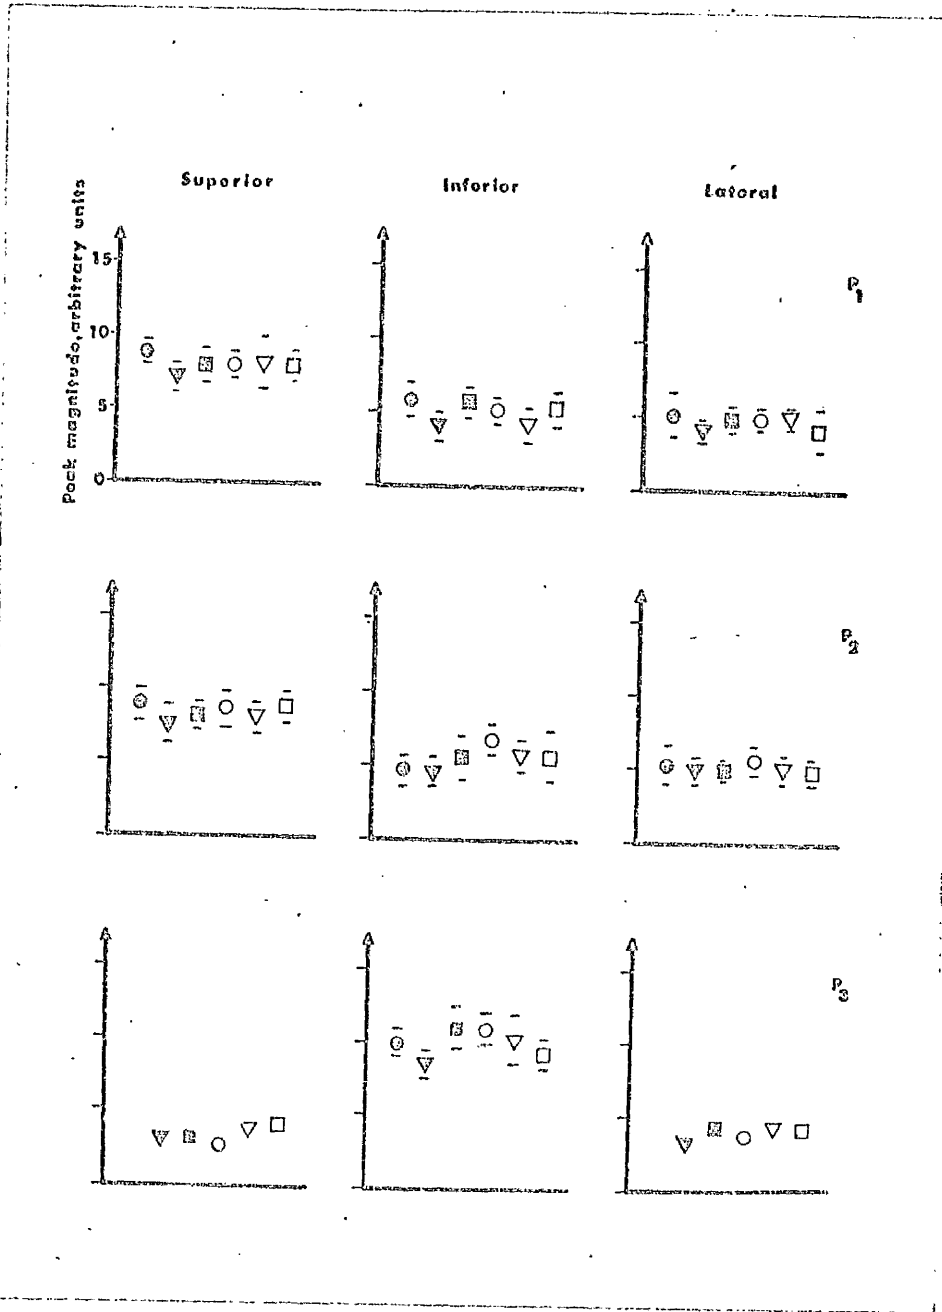 Superior
Inferior
Lateral
Peak magnitude, arbitrary units
15
10
5
0
P1
P2
P3